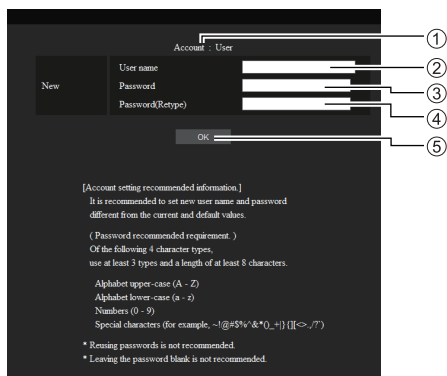 Account : User
①
User name
②
New
Password
③
Password(Retype)
④
OK
⑤
[Account setting recommended information.]
It is recommended to set new user name and password
different from the current and default values.
( Password recommended requirement. )
Of the following 4 character types,
use at least 3 types and a length of at least 8 characters.
Alphabet upper-case (A - Z)
Alphabet lower-case (a - z)
Numbers (0 - 9)
Special characters (for example, ~!@#$%^&*()_+|}{][<>.,/?`)
* Reusing passwords is not recommended.
* Leaving the password blank is not recommended.